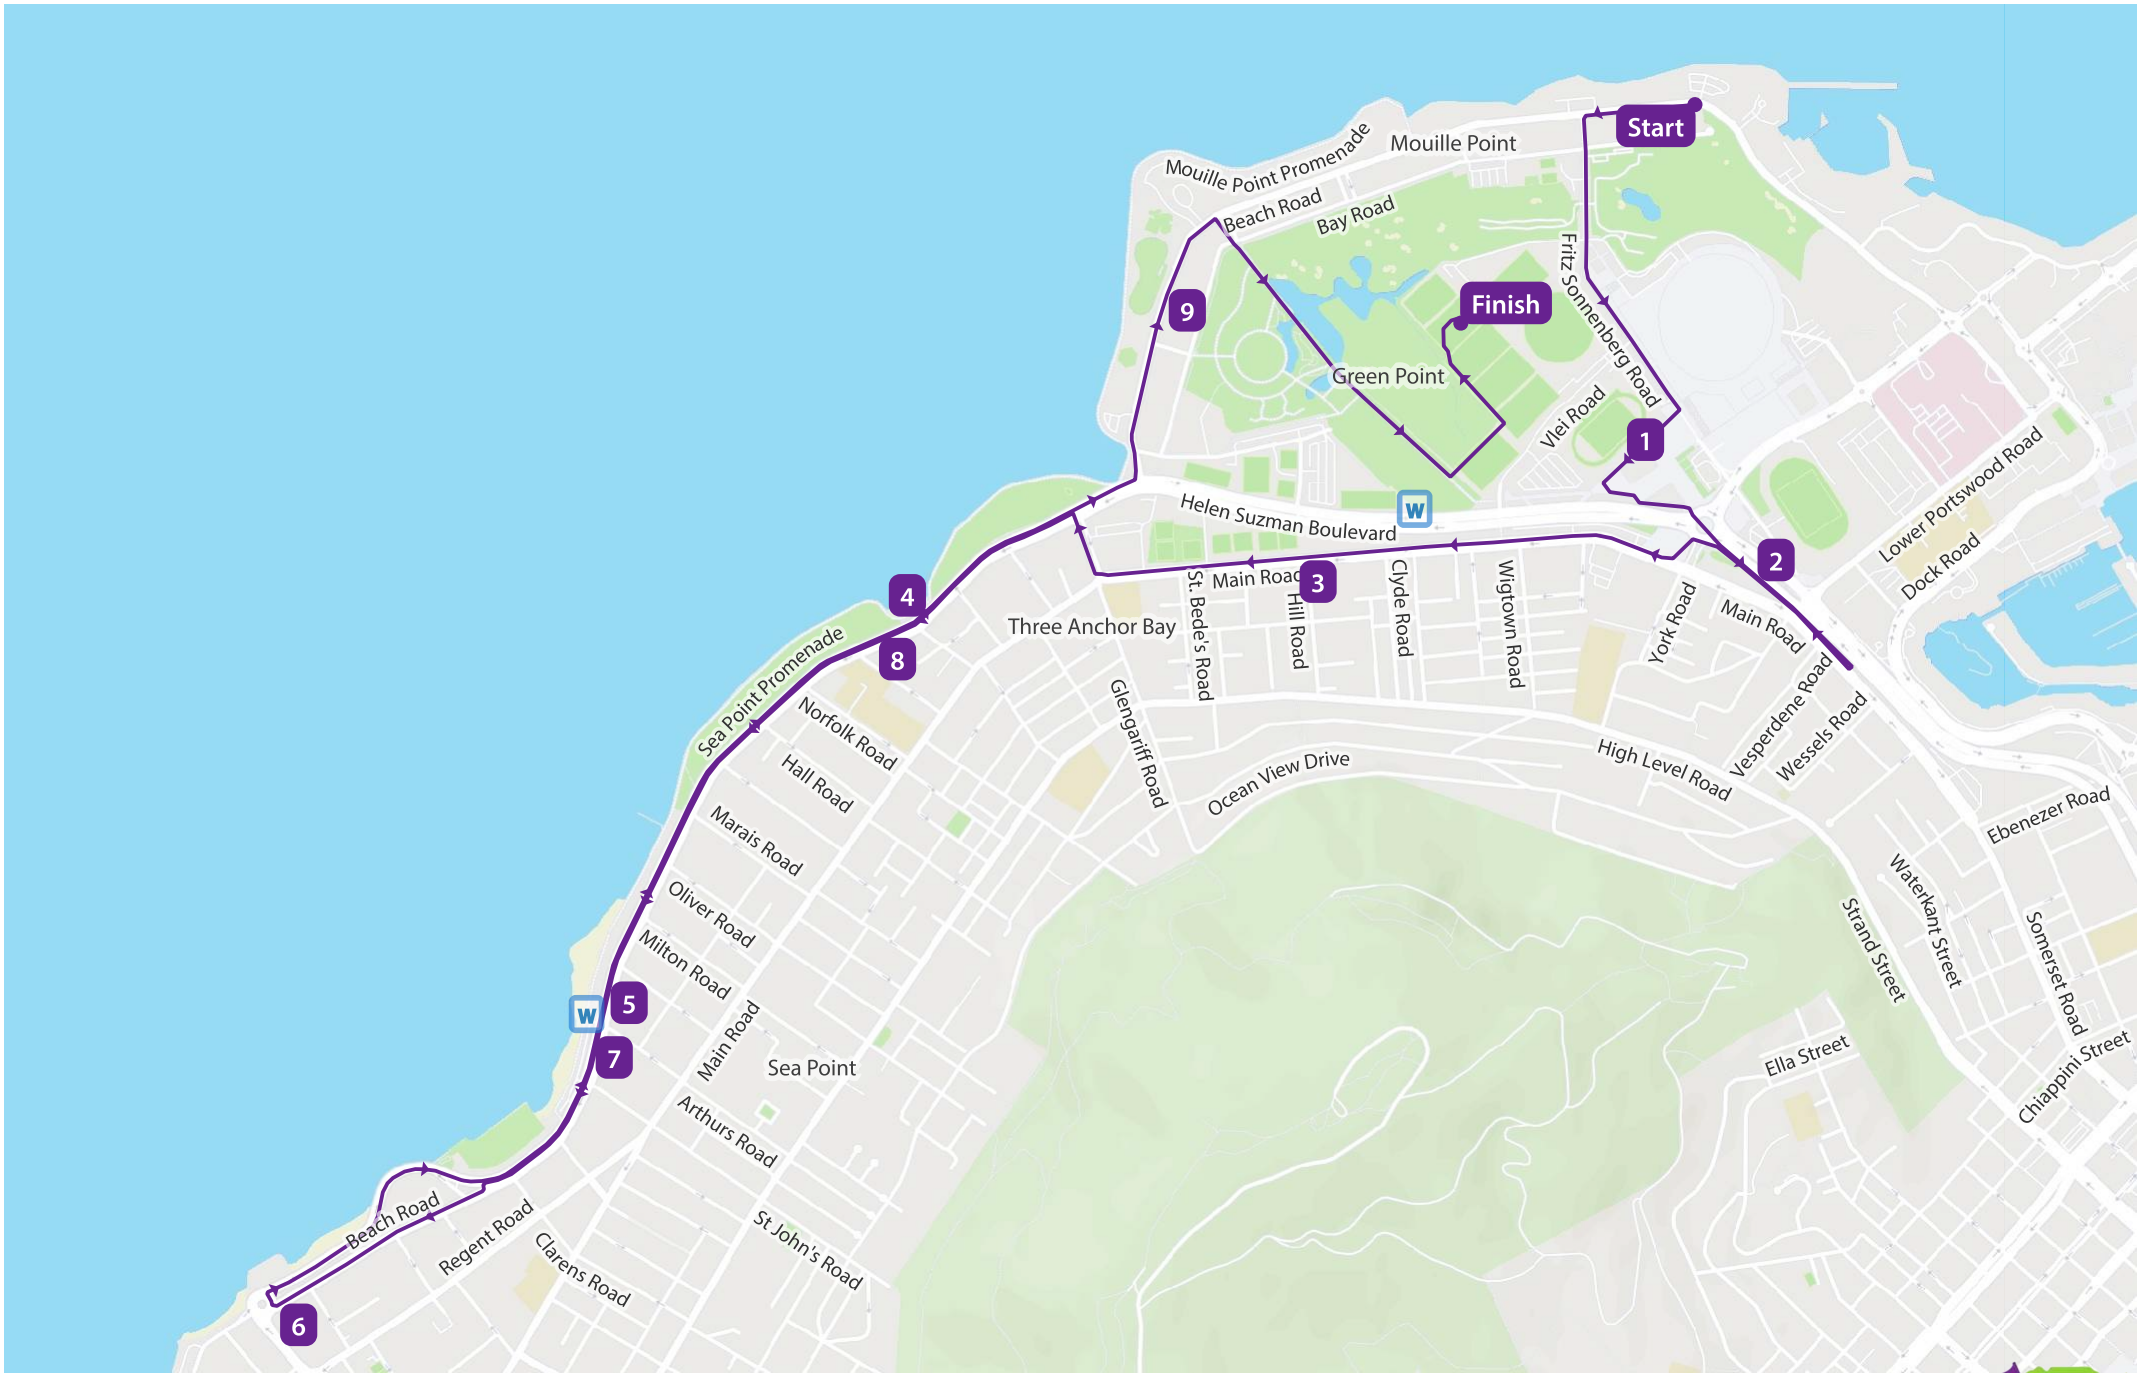 Start
Mouille Point
Mouille Point Promenade
Beach Road
Bay Road
Fritz Sonnenberg Road
9
Finish
Green Point
Vlei Road
1
Lower Portswood Road
Helen Suzman Boulevard
W
Dock Road
2
Main Road
3
4
St. Bede's Road
Hill Road
Clyde Road
Wigtown Road
York Road
Main Road
Three Anchor Bay
8
Sea Point Promenade
Vesperdene Road
Wessels Road
Norfolk Road
Glengariff Road
High Level Road
Hall Road
Ocean View Drive
Ebenezer Road
Marais Road
Oliver Road
Waterkant Street
Strand Street
Somerset Road
Milton Road
5
W
7
Main Road
Sea Point
Ella Street
Chiappini Street
Arthurs Road
Beach Road
Regent Road
St John's Road
Clarens Road
6